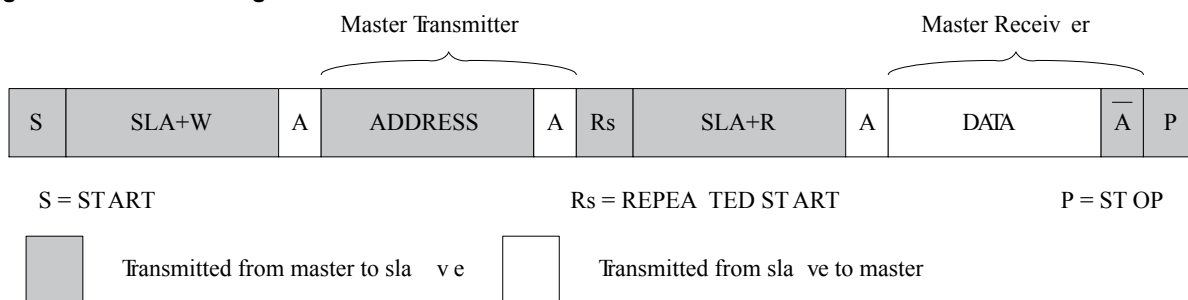 Master Transmitter Master Receiv er
S SLA+W A ADDRESS A Rs SLA+R A DATA A P
S = ST ART Rs = REPEA TED ST ART P = ST OP
Transmitted from master to sla v e Transmitted from sla ve to master